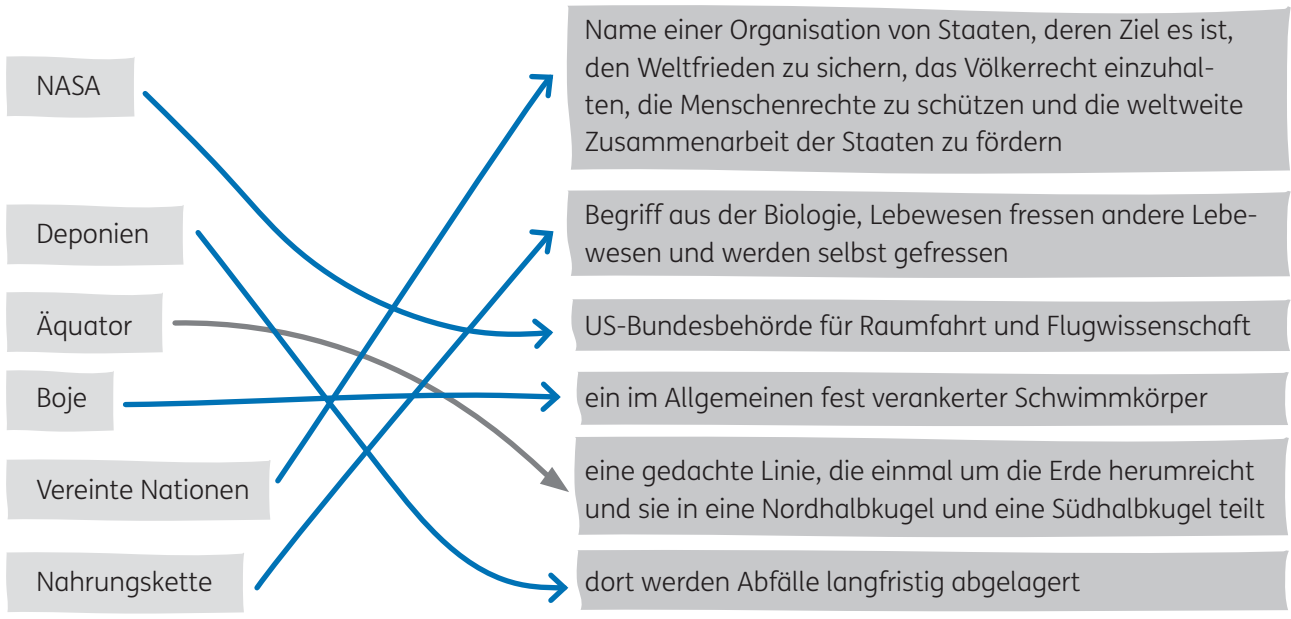 NASA
Deponien
Äquator
Boje
Vereinte Nationen
Nahrungskette
Name einer Organisation von Staaten, deren Ziel es ist,
den Weltfrieden zu sichern, das Völkerrecht einzuhal-
ten, die Menschenrechte zu schützen und die weltweite
Zusammenarbeit der Staaten zu fördern
Begriff aus der Biologie, Lebewesen fressen andere Lebe-
wesen und werden selbst gefressen
US-Bundesbehörde für Raumfahrt und Flugwissenschaft
ein im Allgemeinen fest verankerter Schwimmkörper
eine gedachte Linie, die einmal um die Erde herumreicht
und sie in eine Nordhalbkugel und eine Südhalbkugel teilt
dort werden Abfälle langfristig abgelagert